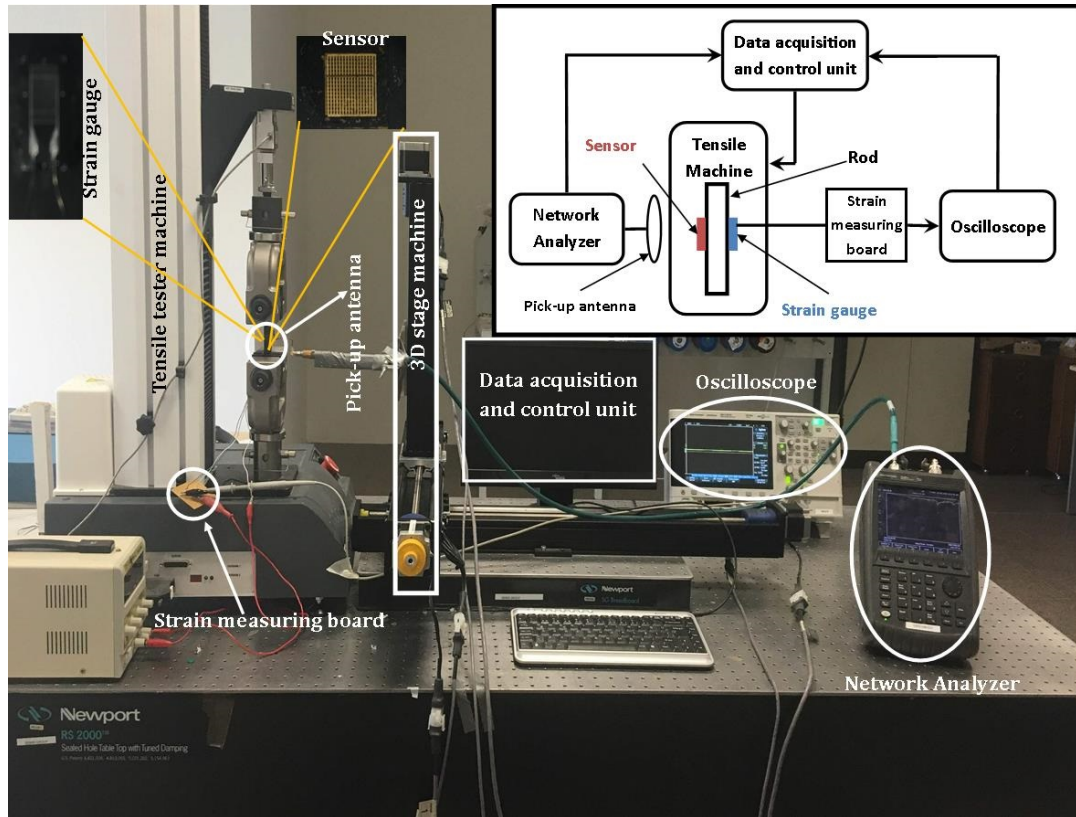 Sensor
Strain gauge
Tensile tester machine
Pick-up antenna
3D stage machine
Data acquisition
and control unit
Sensor
Tensile
Machine
Rod
Network
Analyzer
Strain
measuring
board
Oscilloscope
Pick-up antenna
Strain gauge
Data acquisition
and control unit
Oscilloscope
Strain measuring board
Network Analyzer
Newport
Newport
RS 2000™
Sealed Hole Table Top with Tuned Damping